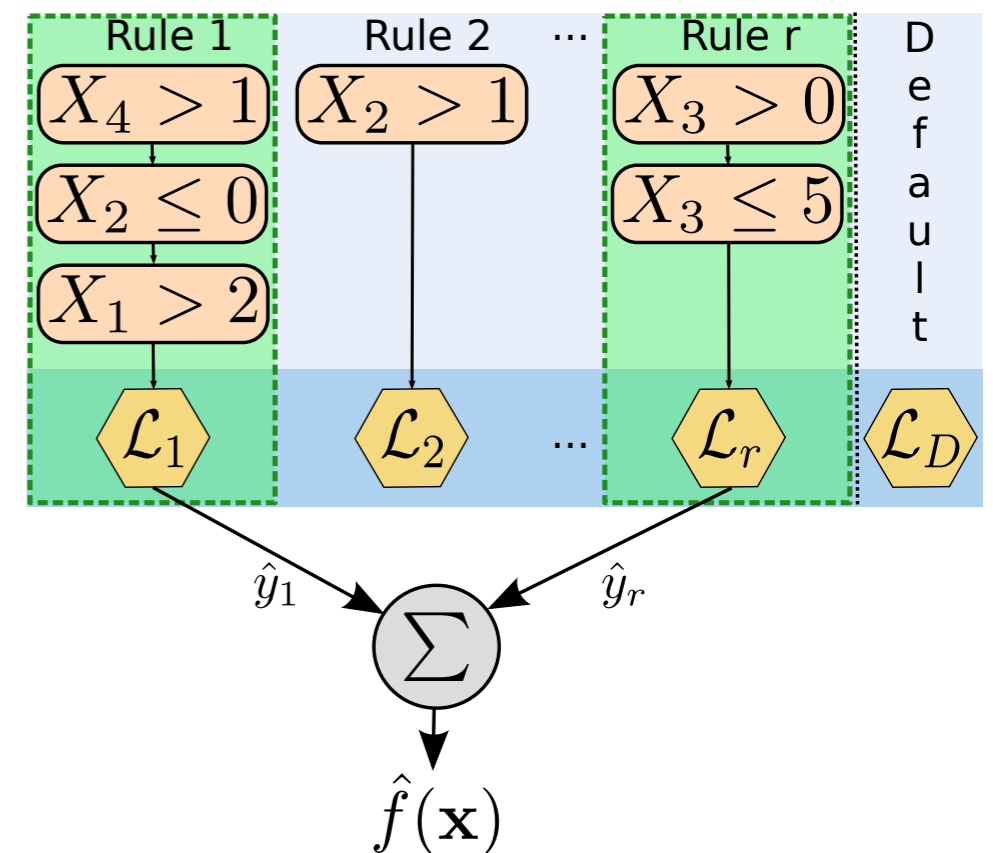 Rule 1 Rule 2 ... Rule r Default
X₄ > 1 X₂ > 1 X₃ > 0
X₂ ≤ 0 X₃ ≤ 5
X₁ > 2
ℒ₁ ℒ₂ ... ℒᵣ ℒ_D
ŷ₁ ŷᵣ
∑
f̂(𝐱)